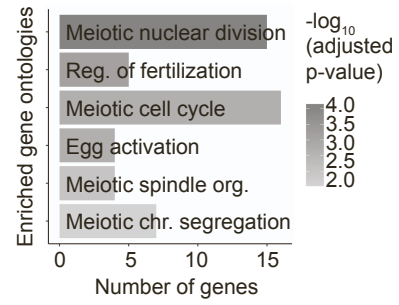 Enriched gene ontologies
Meiotic nuclear division
Reg. of fertilization
Meiotic cell cycle
Egg activation
Meiotic spindle org.
Meiotic chr. segregation
0 5 10 15
Number of genes
-log10
(adjusted
p-value)
4.0
3.5
3.0
2.5
2.0